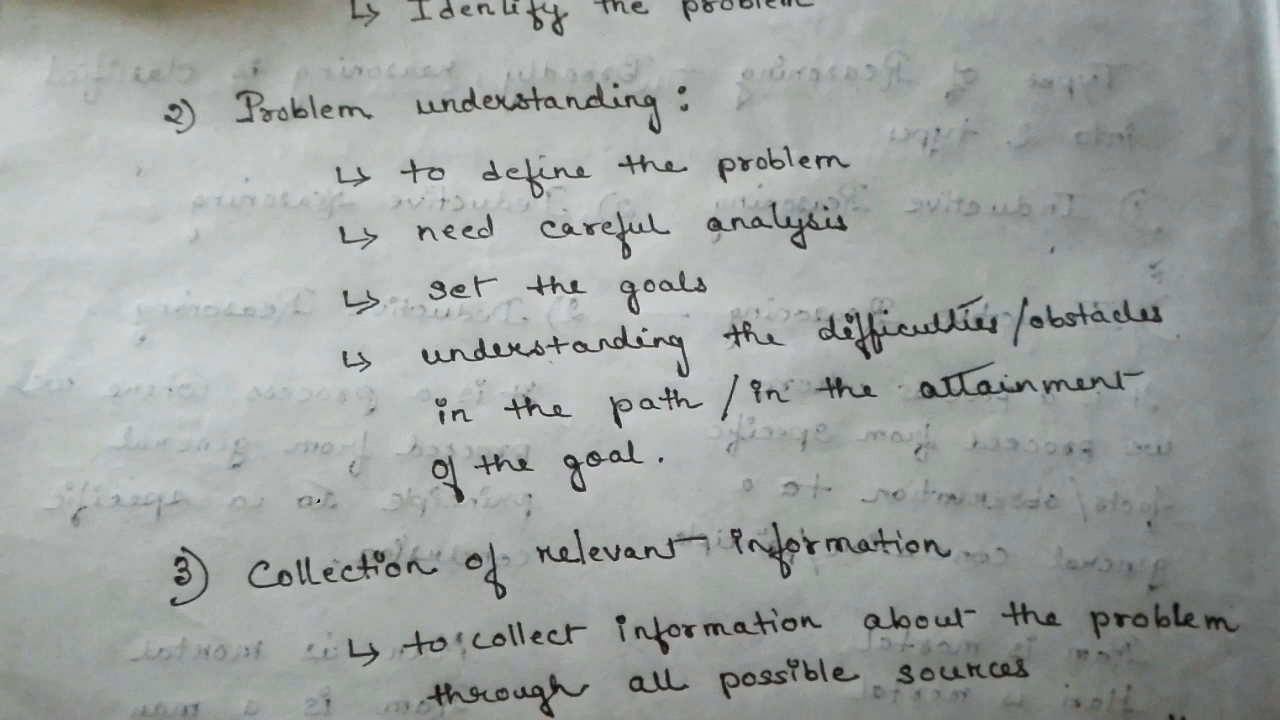 ↳ Identify the problem
2) Problem understanding:
↳ to define the problem
↳ need careful analysis
↳ set the goals
↳ understanding the difficulties/obstacles
in the path / in the attainment
of the goal.
3) Collection of relevant information
↳ to collect information about the problem
through all possible sources